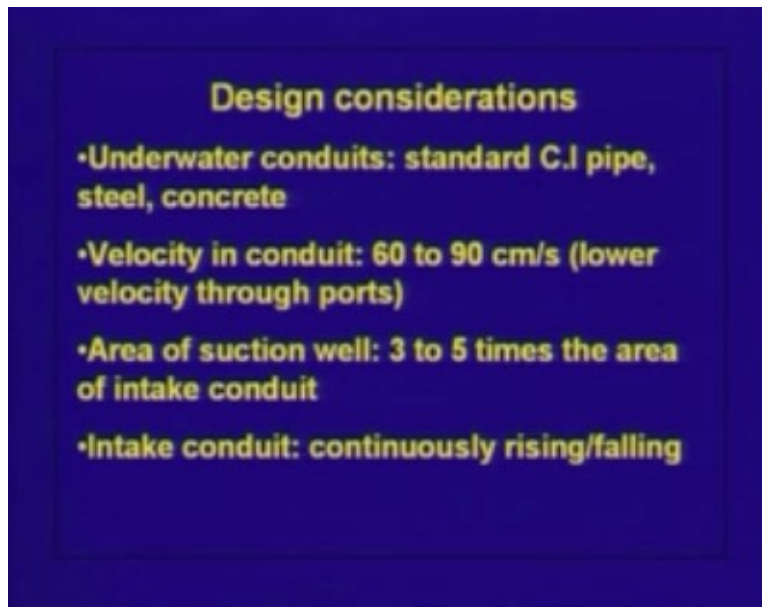 Design considerations
•Underwater conduits: standard C.I pipe,
steel, concrete
•Velocity in conduit: 60 to 90 cm/s (lower
velocity through ports)
•Area of suction well: 3 to 5 times the area
of intake conduit
•Intake conduit: continuously rising/falling